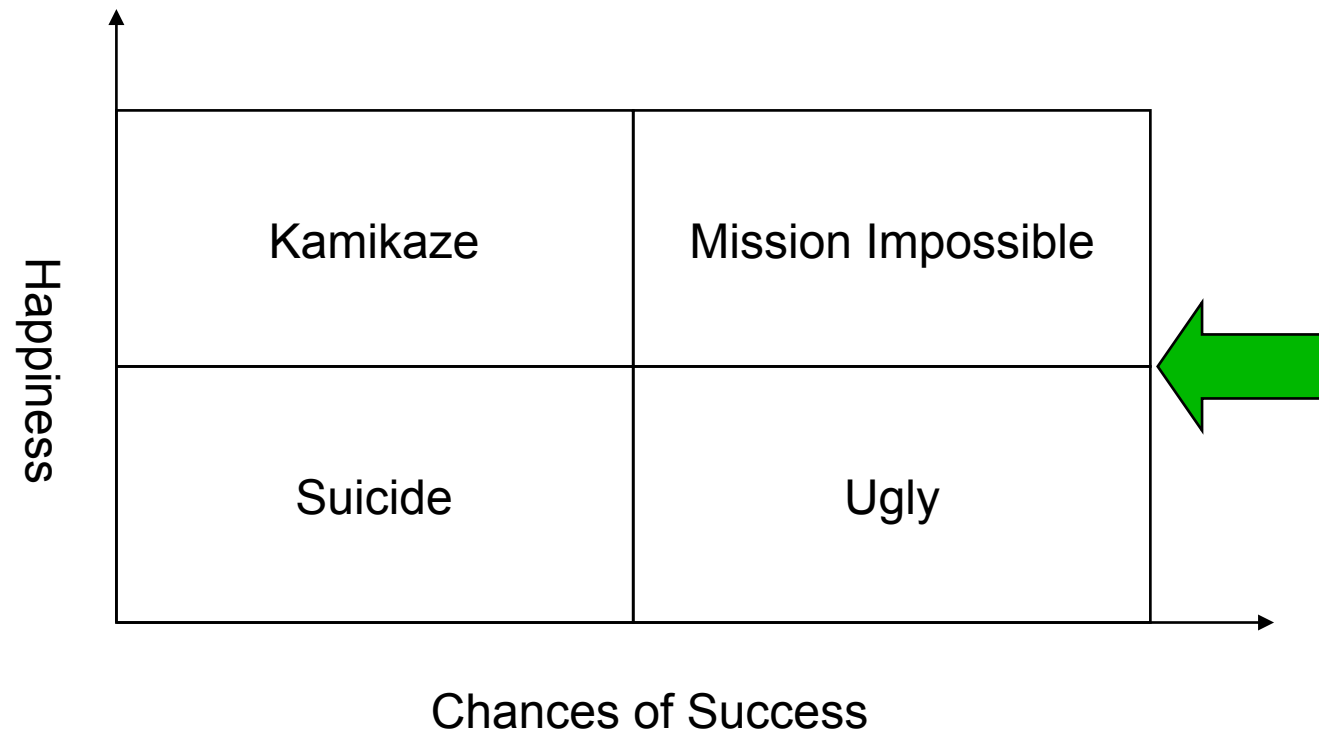 Happiness
Kamikaze
Mission Impossible
Suicide
Ugly
Chances of Success